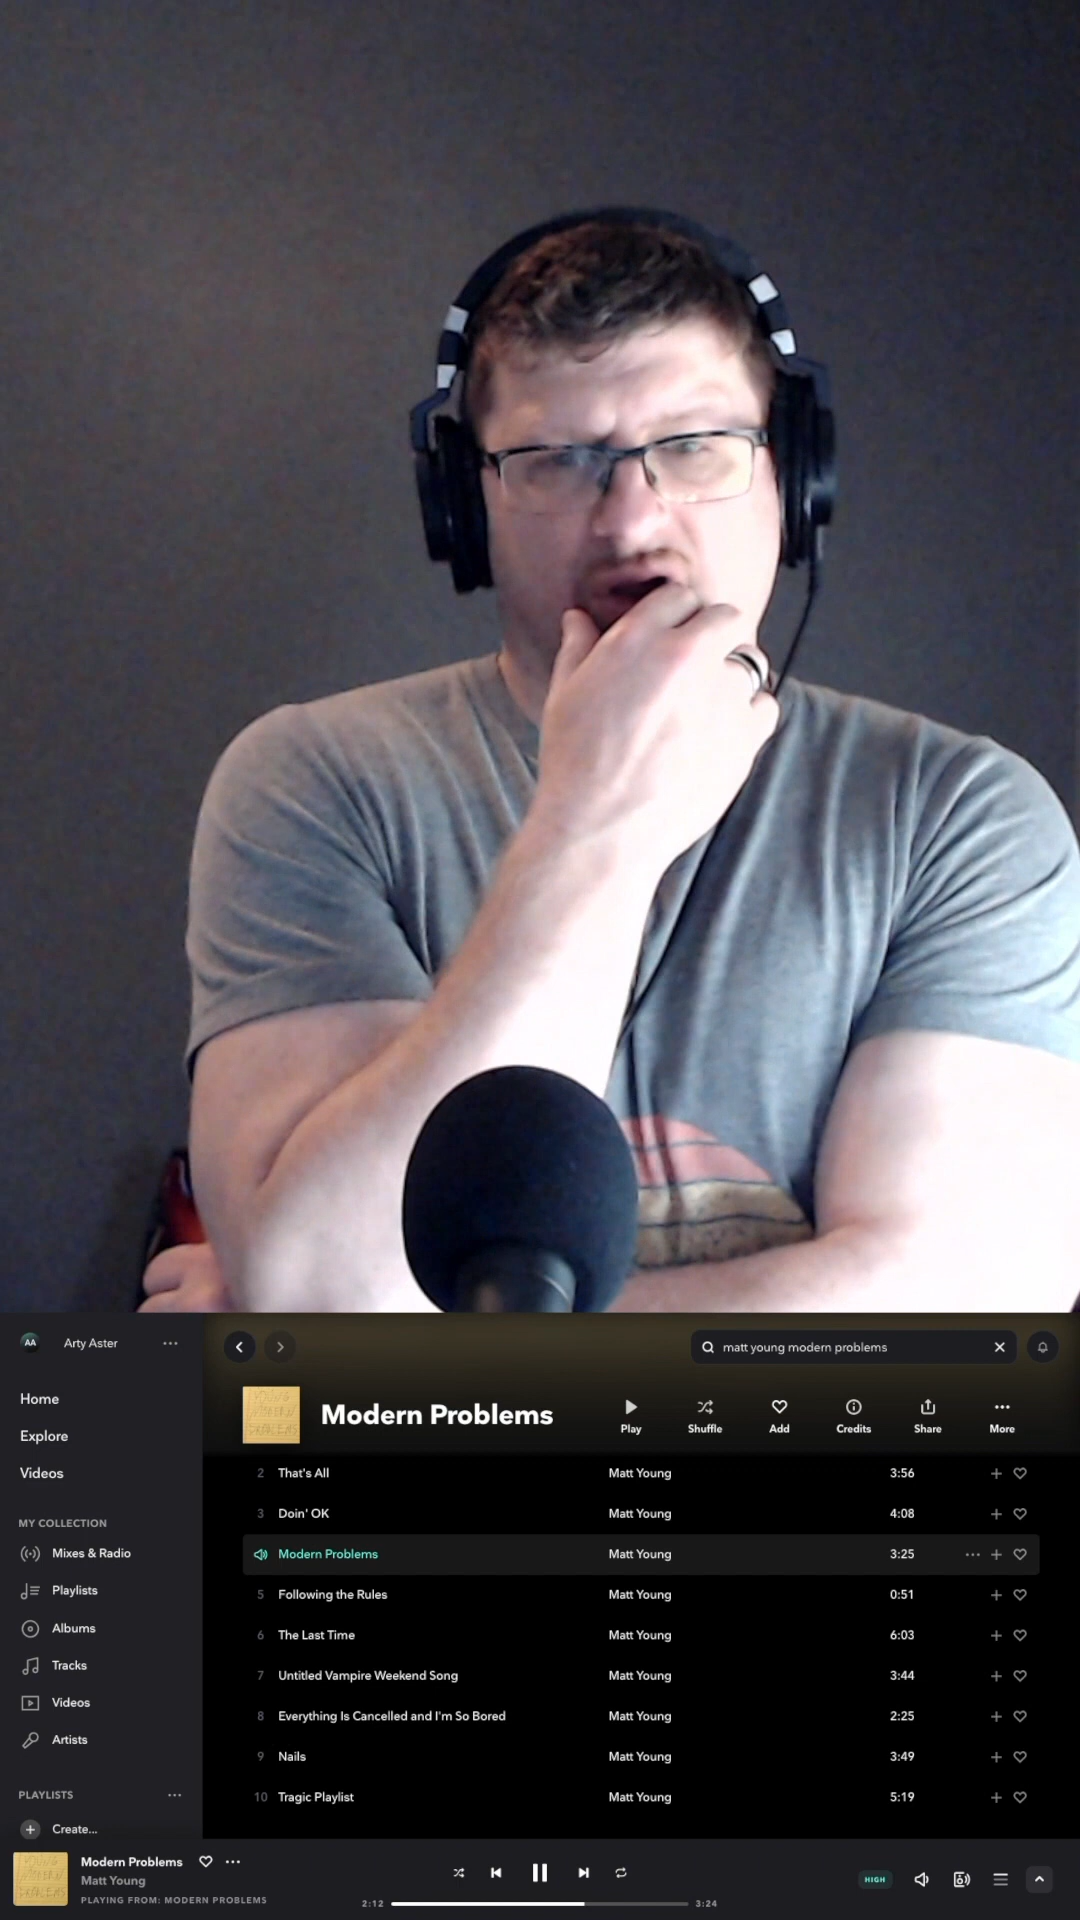 AA Arty Aster
matt young modern problems
Home
Explore
Videos
MY COLLECTION
Mixes & Radio
Playlists
Albums
Tracks
Videos
Artists
PLAYLISTS
Create...
YOUNG
MODERN
PROBLEMS
Modern Problems
Play Shuffle Add Credits Share More
2 That's All Matt Young 3:56
3 Doin' OK Matt Young 4:08
Modern Problems Matt Young 3:25
5 Following the Rules Matt Young 0:51
6 The Last Time Matt Young 6:03
7 Untitled Vampire Weekend Song Matt Young 3:44
8 Everything Is Cancelled and I'm So Bored Matt Young 2:25
9 Nails Matt Young 3:49
10 Tragic Playlist Matt Young 5:19
Modern Problems
Matt Young
PLAYING FROM: MODERN PROBLEMS
2:12 3:24
HIGH